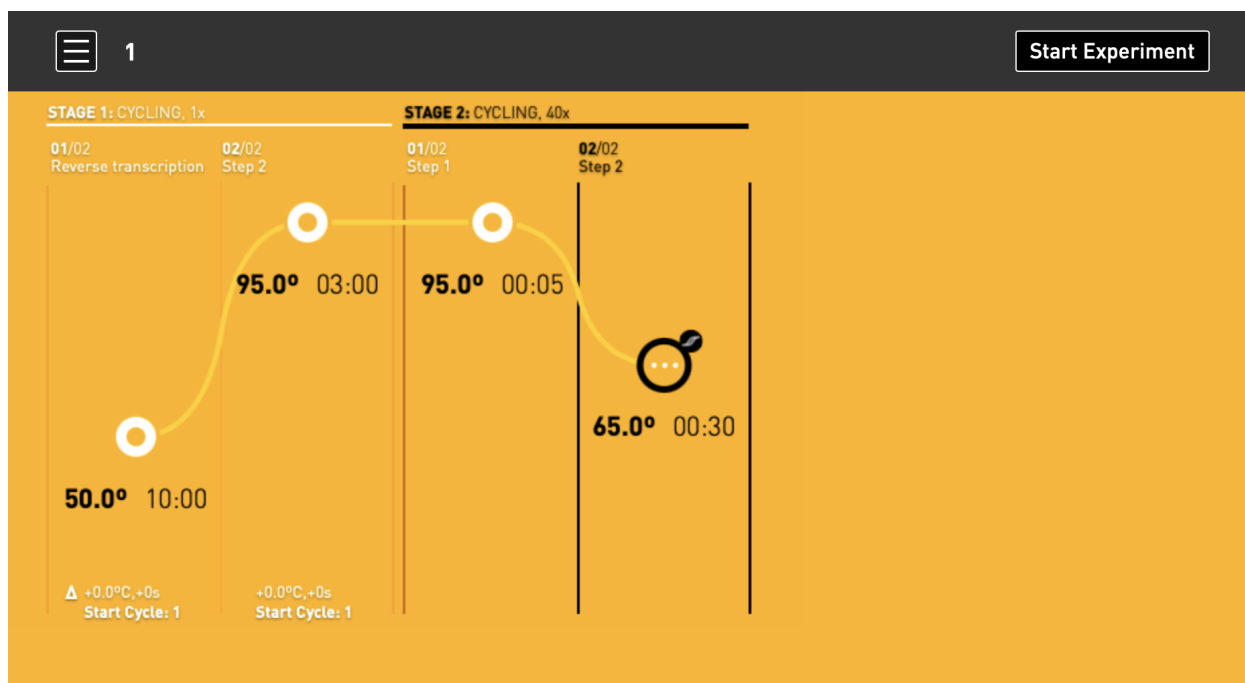 1
Start Experiment
STAGE 1: CYCLING, 1x
STAGE 2: CYCLING, 40x
01/02
Reverse transcription
02/02
Step 2
01/02
Step 1
02/02
Step 2
95.0º 03:00
95.0º 00:05
65.0º 00:30
50.0º 10:00
Δ +0.0ºC,+0s
Start Cycle: 1
+0.0ºC,+0s
Start Cycle: 1